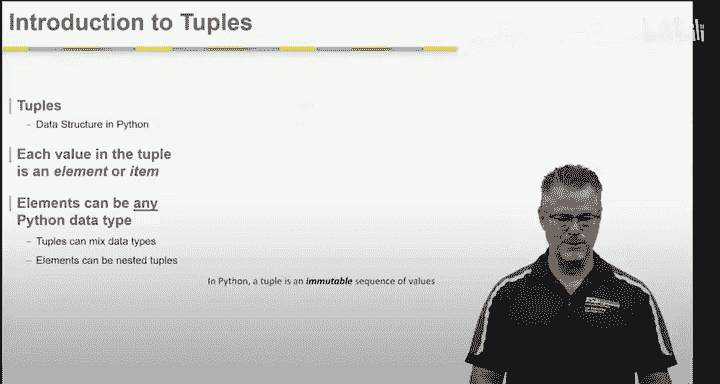 Introduction to Tuples
Tuples
– Data Structure in Python
Each value in the tuple
is an element or item
Elements can be any
Python data type
– Tuples can mix data types
– Elements can be nested tuples
In Python, a tuple is an immutable sequence of values